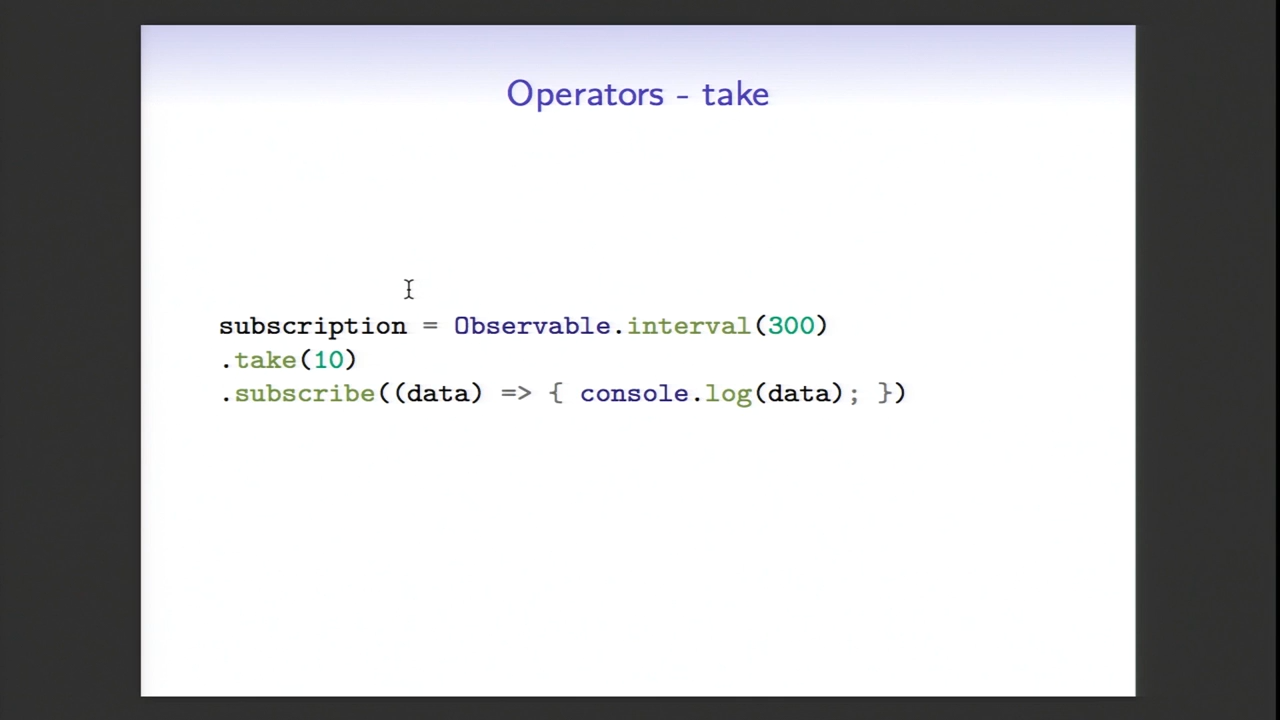 Operators - take
subscription = Observable.interval(300)
.take(10)
.subscribe((data) => { console.log(data); })